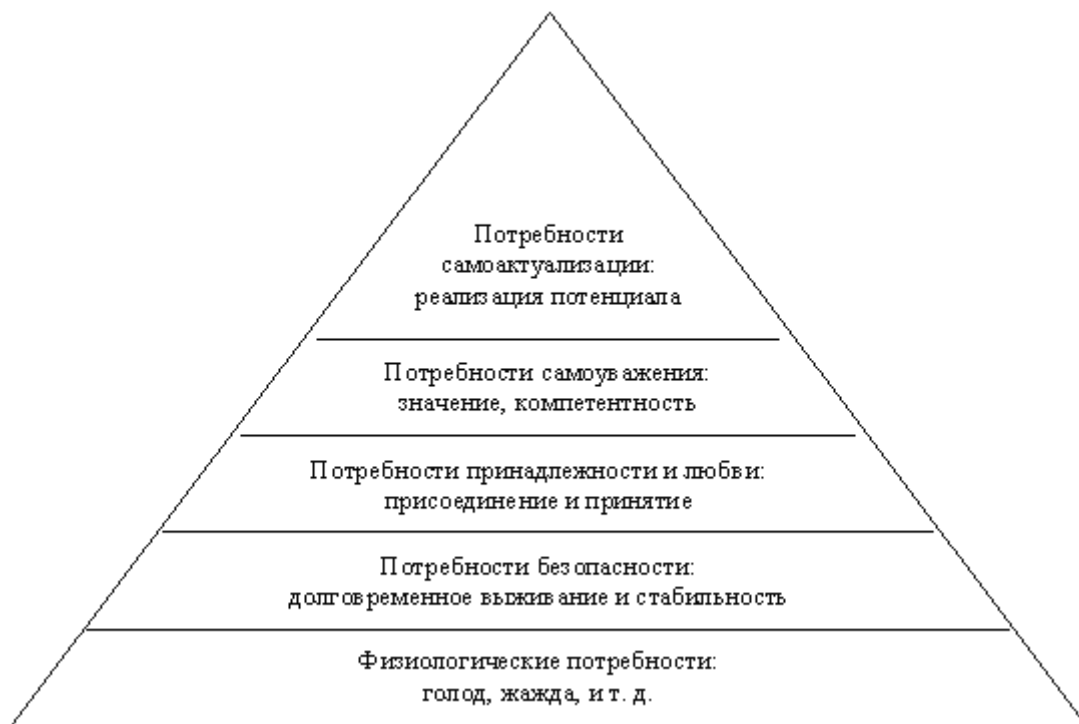 Потребности
самоактуализации:
реализация потенциала
Потребности самоуважения:
значение, компетентность
Потребности принадлежности и любви:
присоединение и принятие
Потребности безопасности:
долговременное выживание и стабильность
Физиологические потребности:
голод, жажда, и т. д.